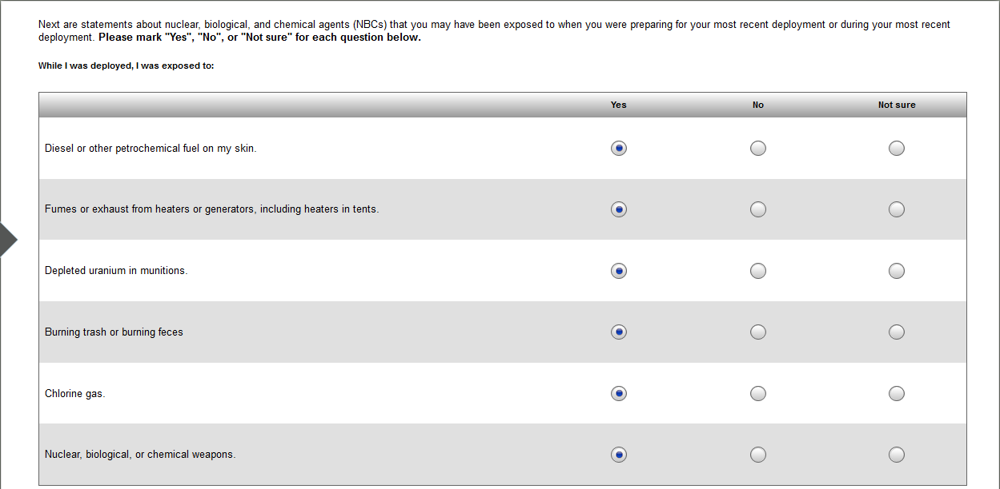 Next are statements about nuclear, biological, and chemical agents (NBCs) that you may have been exposed to when you were preparing for your most recent deployment or during your most recent
deployment. Please mark "Yes", "No", or "Not sure" for each question below.
While I was deployed, I was exposed to:
Yes No Not sure
Diesel or other petrochemical fuel on my skin.
Fumes or exhaust from heaters or generators, including heaters in tents.
Depleted uranium in munitions.
Burning trash or burning feces
Chlorine gas.
Nuclear, biological, or chemical weapons.